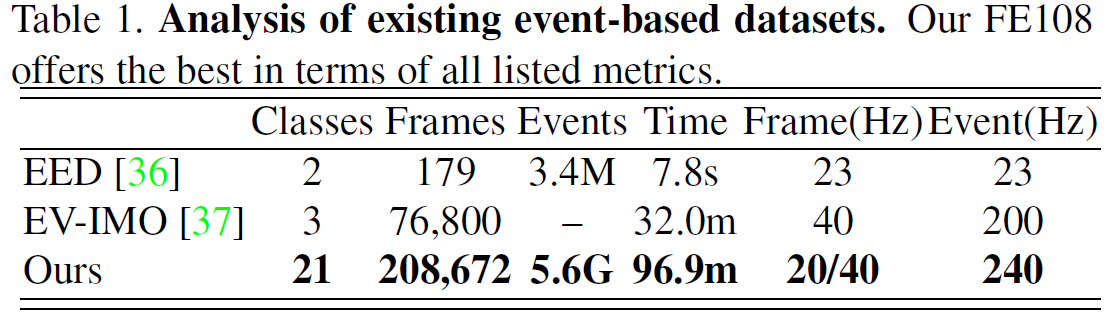 Table 1. Analysis of existing event-based datasets. Our FE108
offers the best in terms of all listed metrics.
Classes Frames Events Time Frame(Hz) Event(Hz)
EED [36] 2 179 3.4M 7.8s 23 23
EV-IMO [37] 3 76,800 – 32.0m 40 200
Ours 21 208,672 5.6G 96.9m 20/40 240